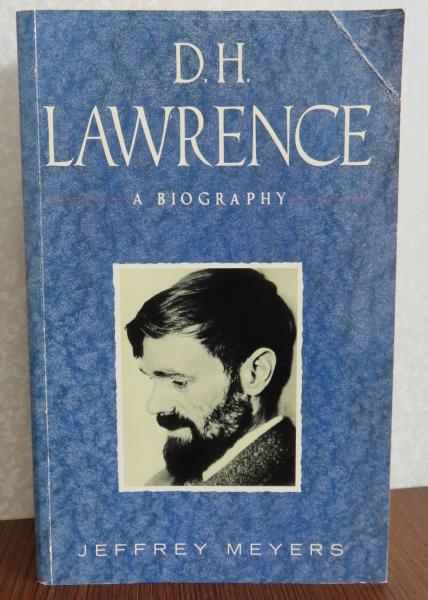 D.H.
LAWRENCE
A BIOGRAPHY
JEFFREY MEYERS